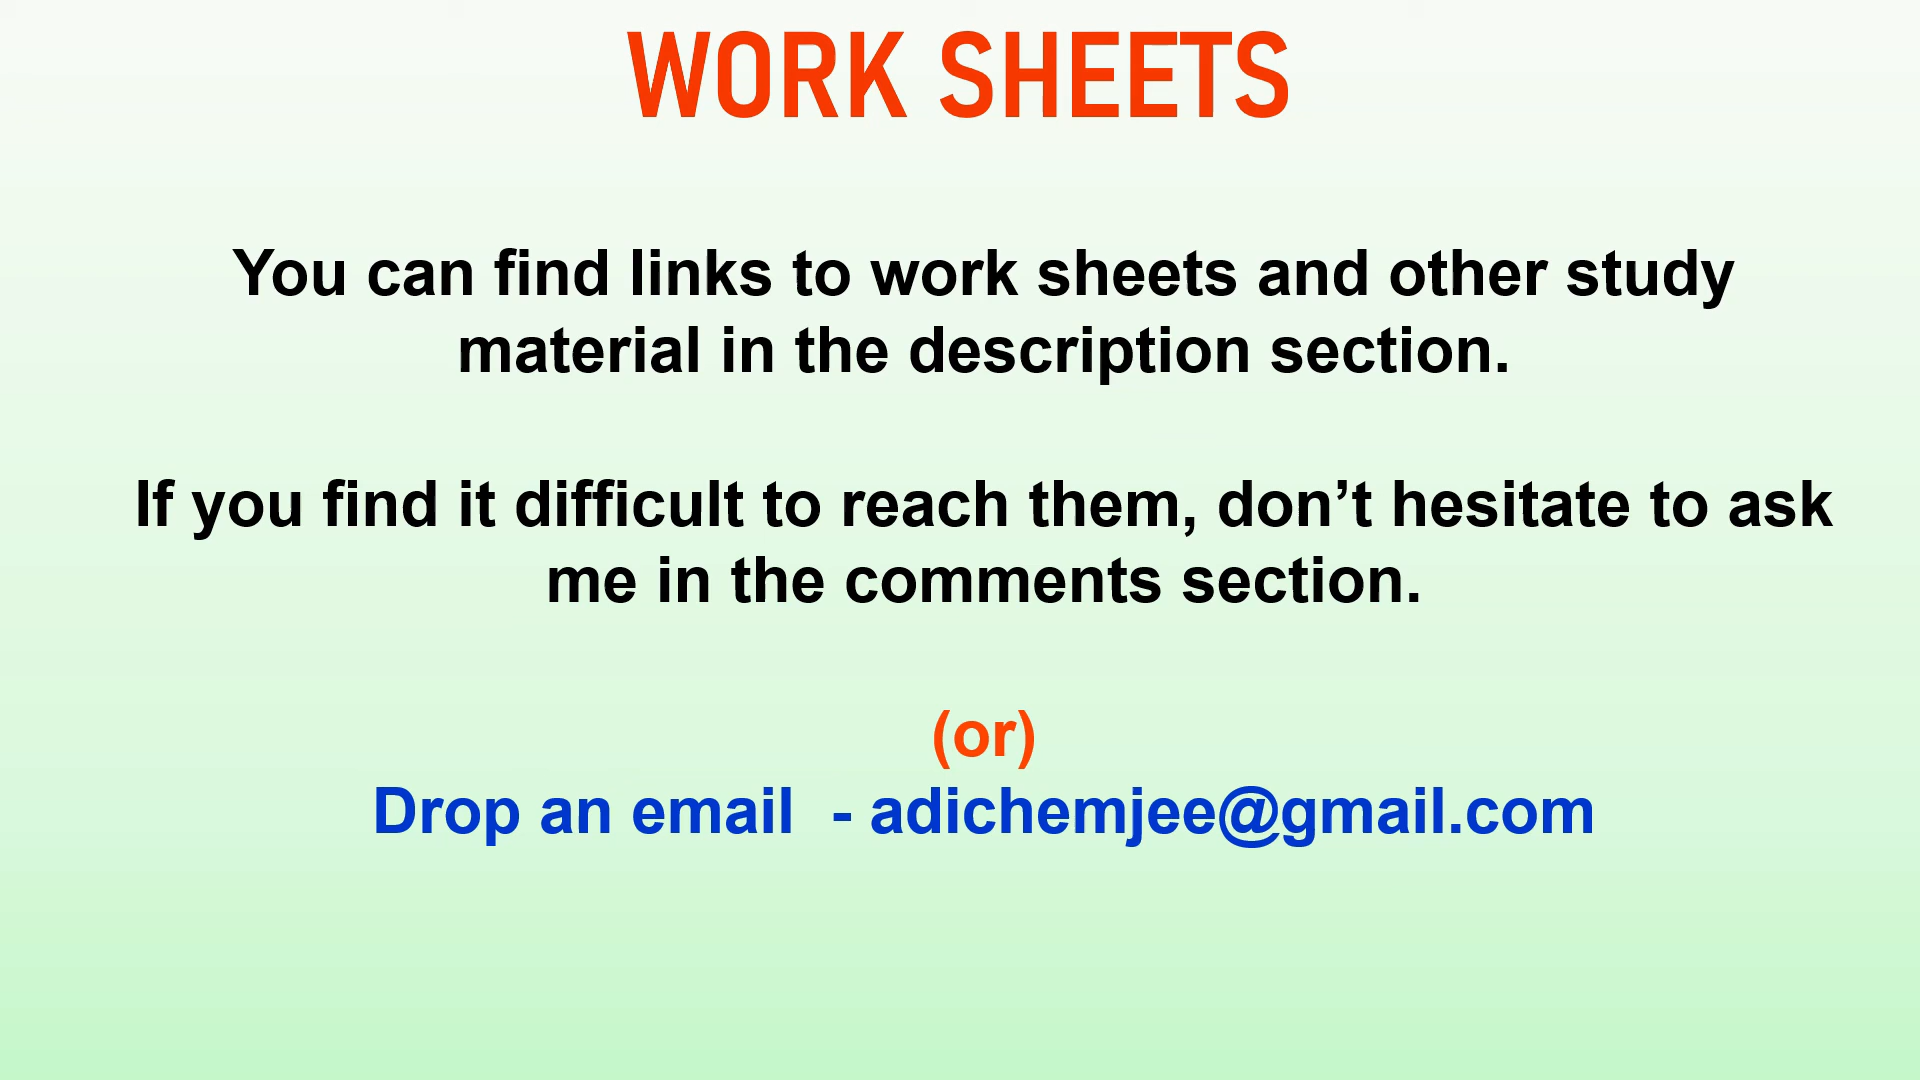 WORK SHEETS
You can find links to work sheets and other study
material in the description section.
If you find it difficult to reach them, don’t hesitate to ask
me in the comments section.
(or)
Drop an email  - adichemjee@gmail.com